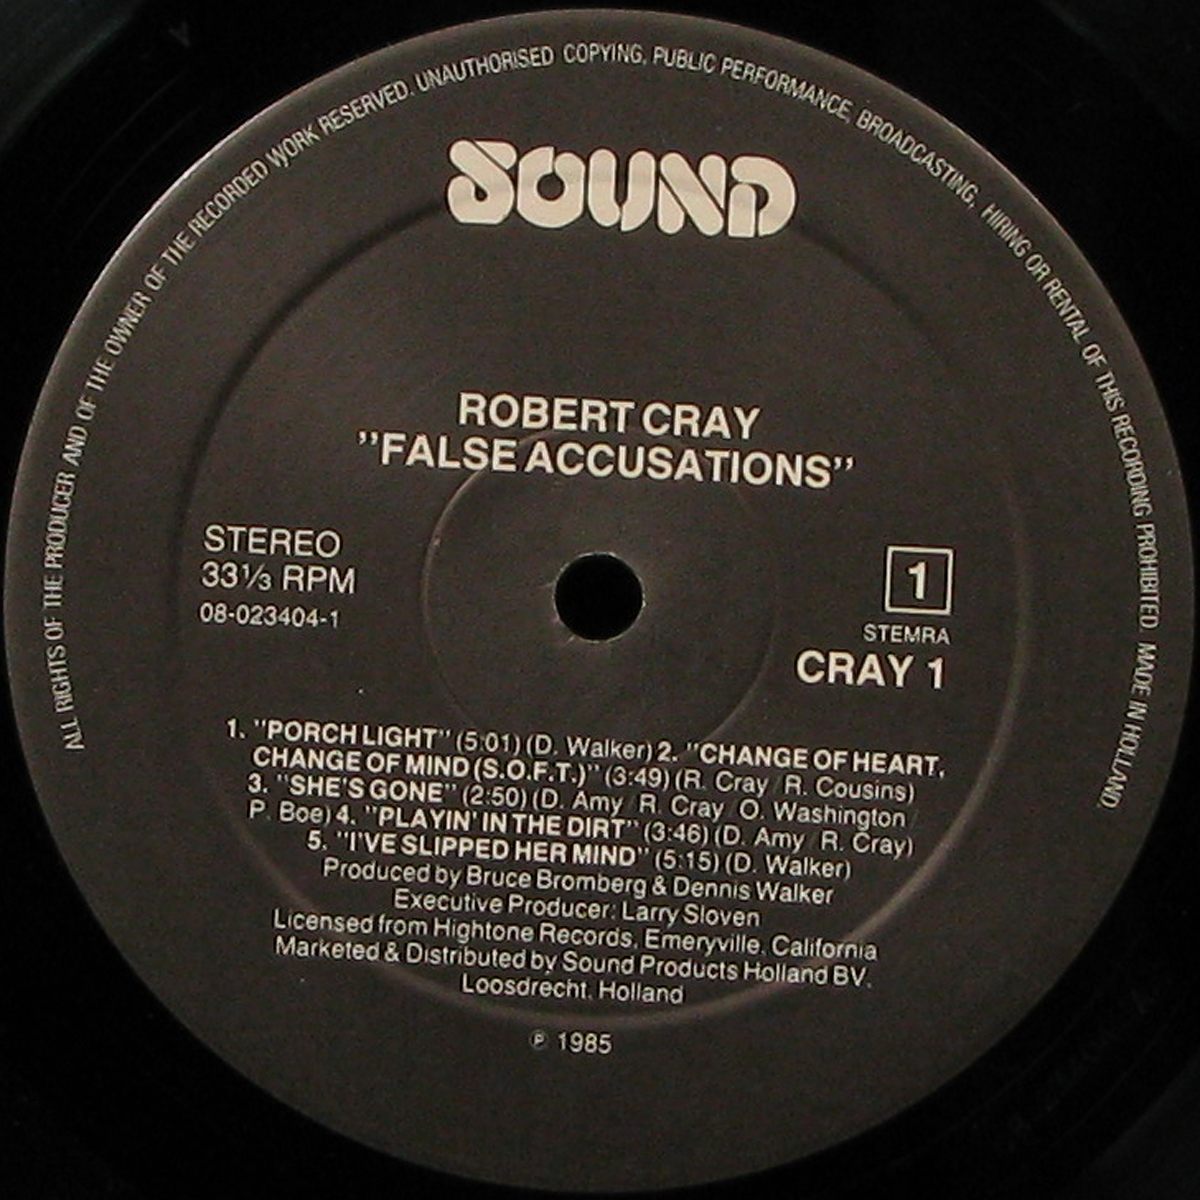 ALL RIGHTS OF THE PRODUCER AND OF THE OWNER OF THE RECORDED WORK RESERVED. UNAUTHORISED COPYING, PUBLIC PERFORMANCE, BROADCASTING, HIRING OR RENTAL OF THIS RECORDING PROHIBITED. MADE IN HOLLAND.
SOUND
ROBERT CRAY
"FALSE ACCUSATIONS"
STEREO
33 1/3 RPM
08-023404-1
1
STEMRA
CRAY 1
1. "PORCH LIGHT" (5:01) (D. Walker) 2. "CHANGE OF HEART,
CHANGE OF MIND (S.O.F.T.)" (3:49) (R. Cray / R. Cousins)
3. "SHE'S GONE" (2:50) (D. Amy / R. Cray / O. Washington /
P. Boe) 4. "PLAYIN' IN THE DIRT" (3:46) (D. Amy / R. Cray)
5. "I'VE SLIPPED HER MIND" (5:15) (D. Walker)
Produced by Bruce Bromberg & Dennis Walker
Executive Producer: Larry Sloven
Licensed from Hightone Records, Emeryville, California
Marketed & Distributed by Sound Products Holland BV.
Loosdrecht, Holland
℗ 1985